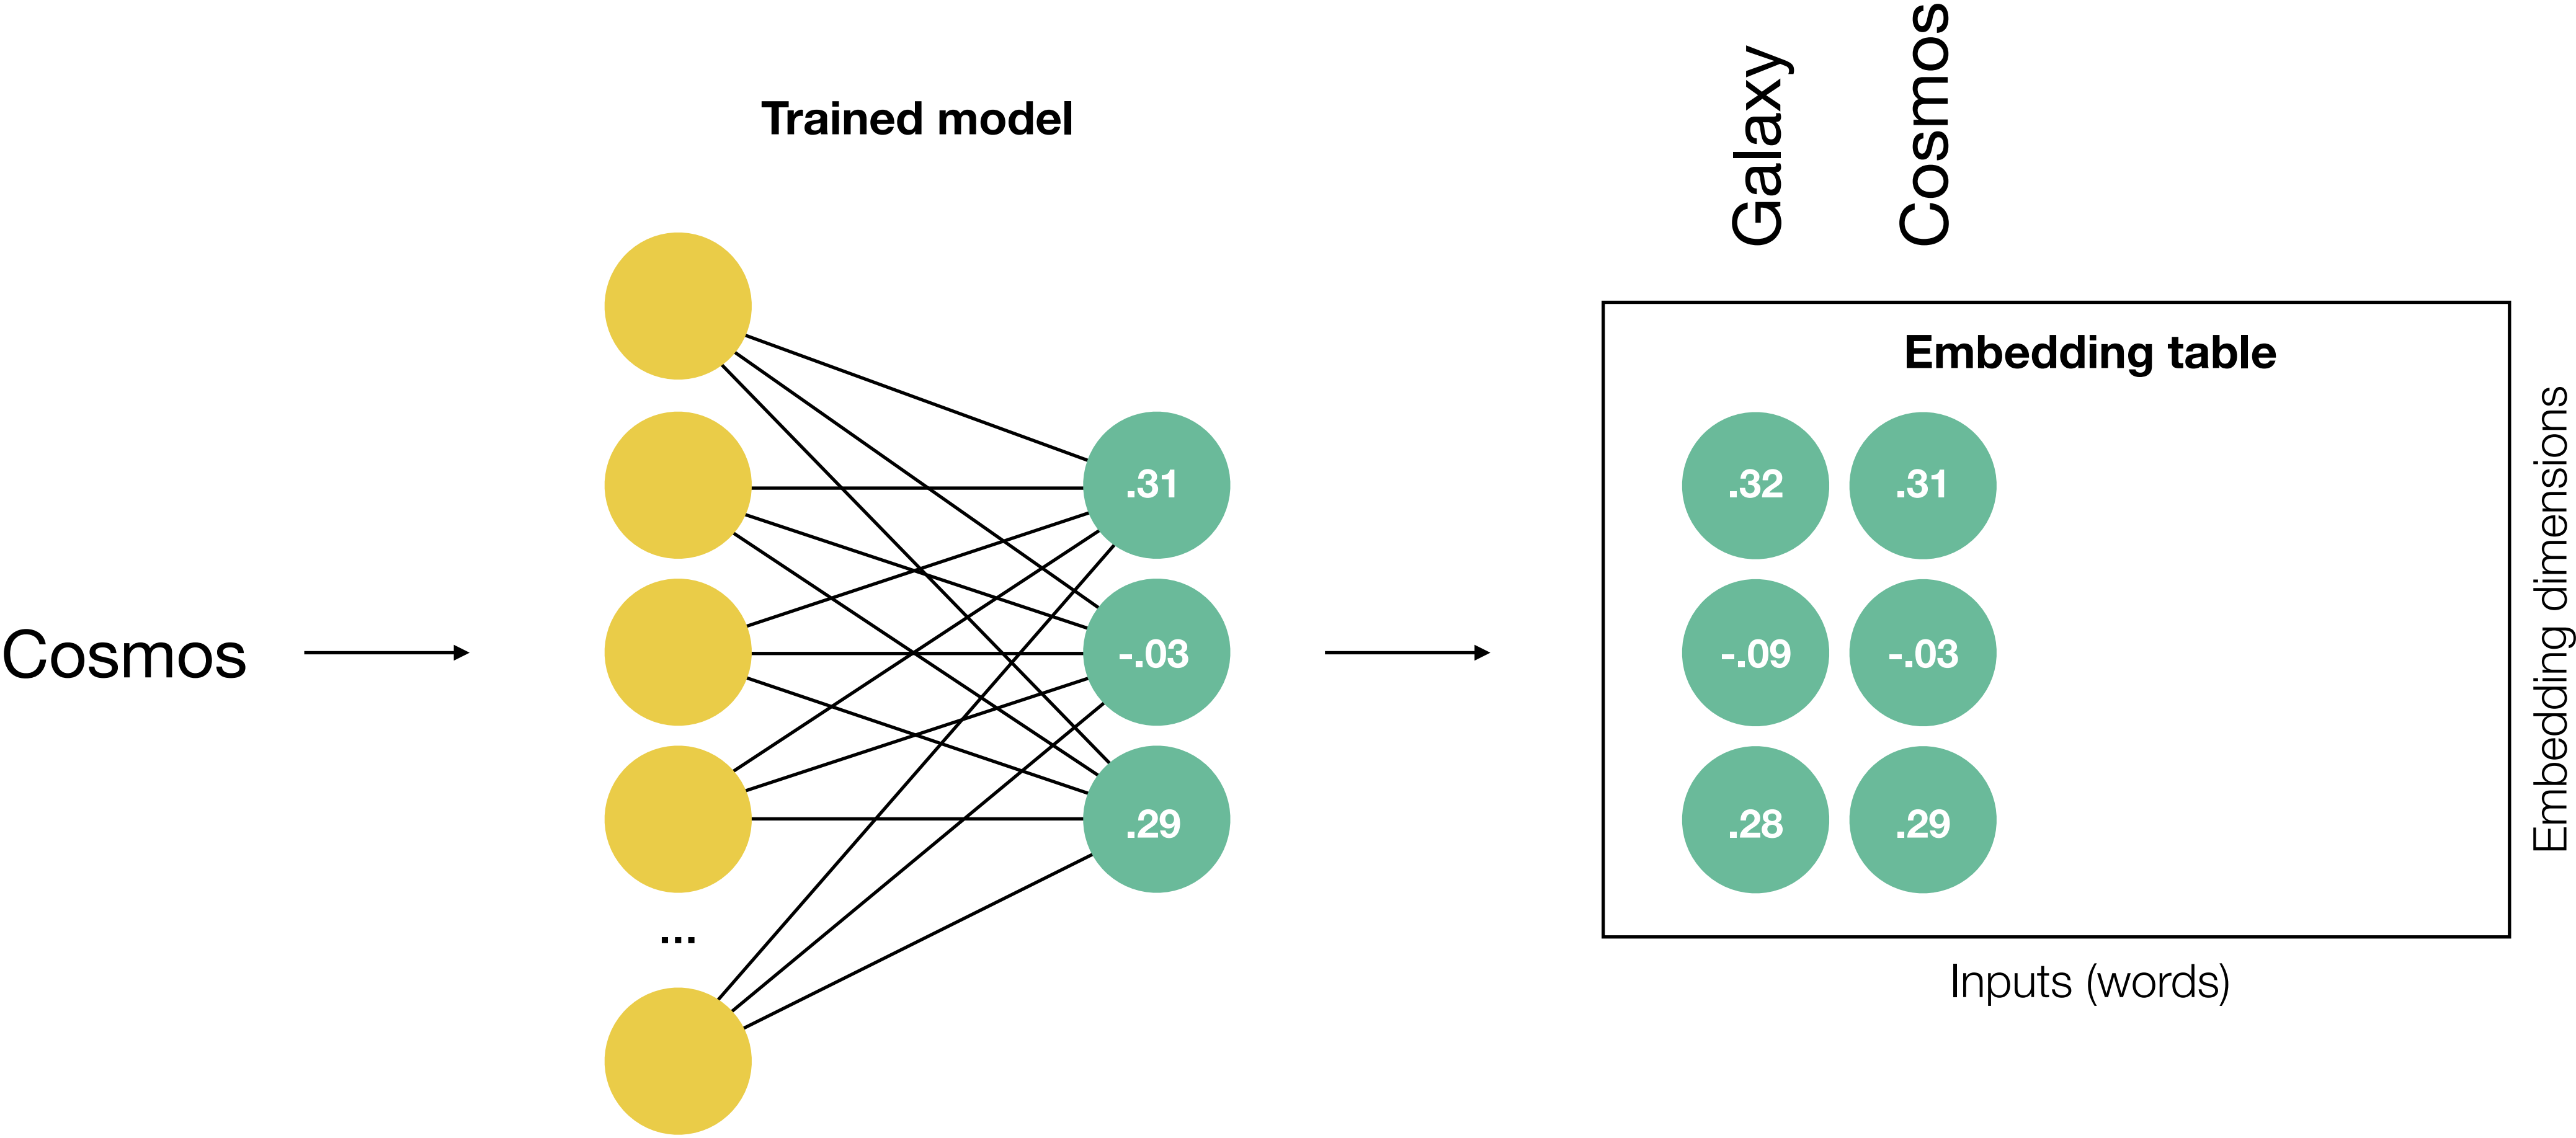 Trained model
Cosmos
.31
-.03
.29
...
Galaxy
Cosmos
Embedding table
.32
.31
-.09
-.03
.28
.29
Embedding dimensions
Inputs (words)